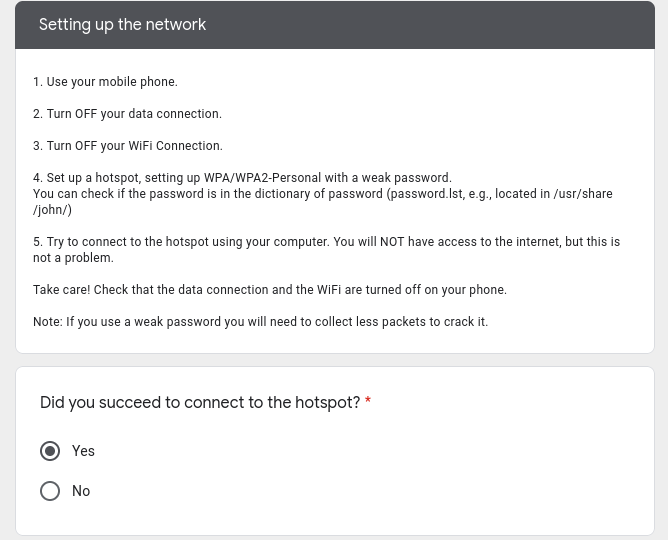 Setting up the network
1. Use your mobile phone.
2. Turn OFF your data connection.
3. Turn OFF your WiFi Connection.
4. Set up a hotspot, setting up WPA/WPA2-Personal with a weak password.
You can check if the password is in the dictionary of password (password.lst, e.g., located in /usr/share
/john/)
5. Try to connect to the hotspot using your computer. You will NOT have access to the internet, but this is
not a problem.
Take care! Check that the data connection and the WiFi are turned off on your phone.
Note: If you use a weak password you will need to collect less packets to crack it.
Did you succeed to connect to the hotspot? *
Yes
No